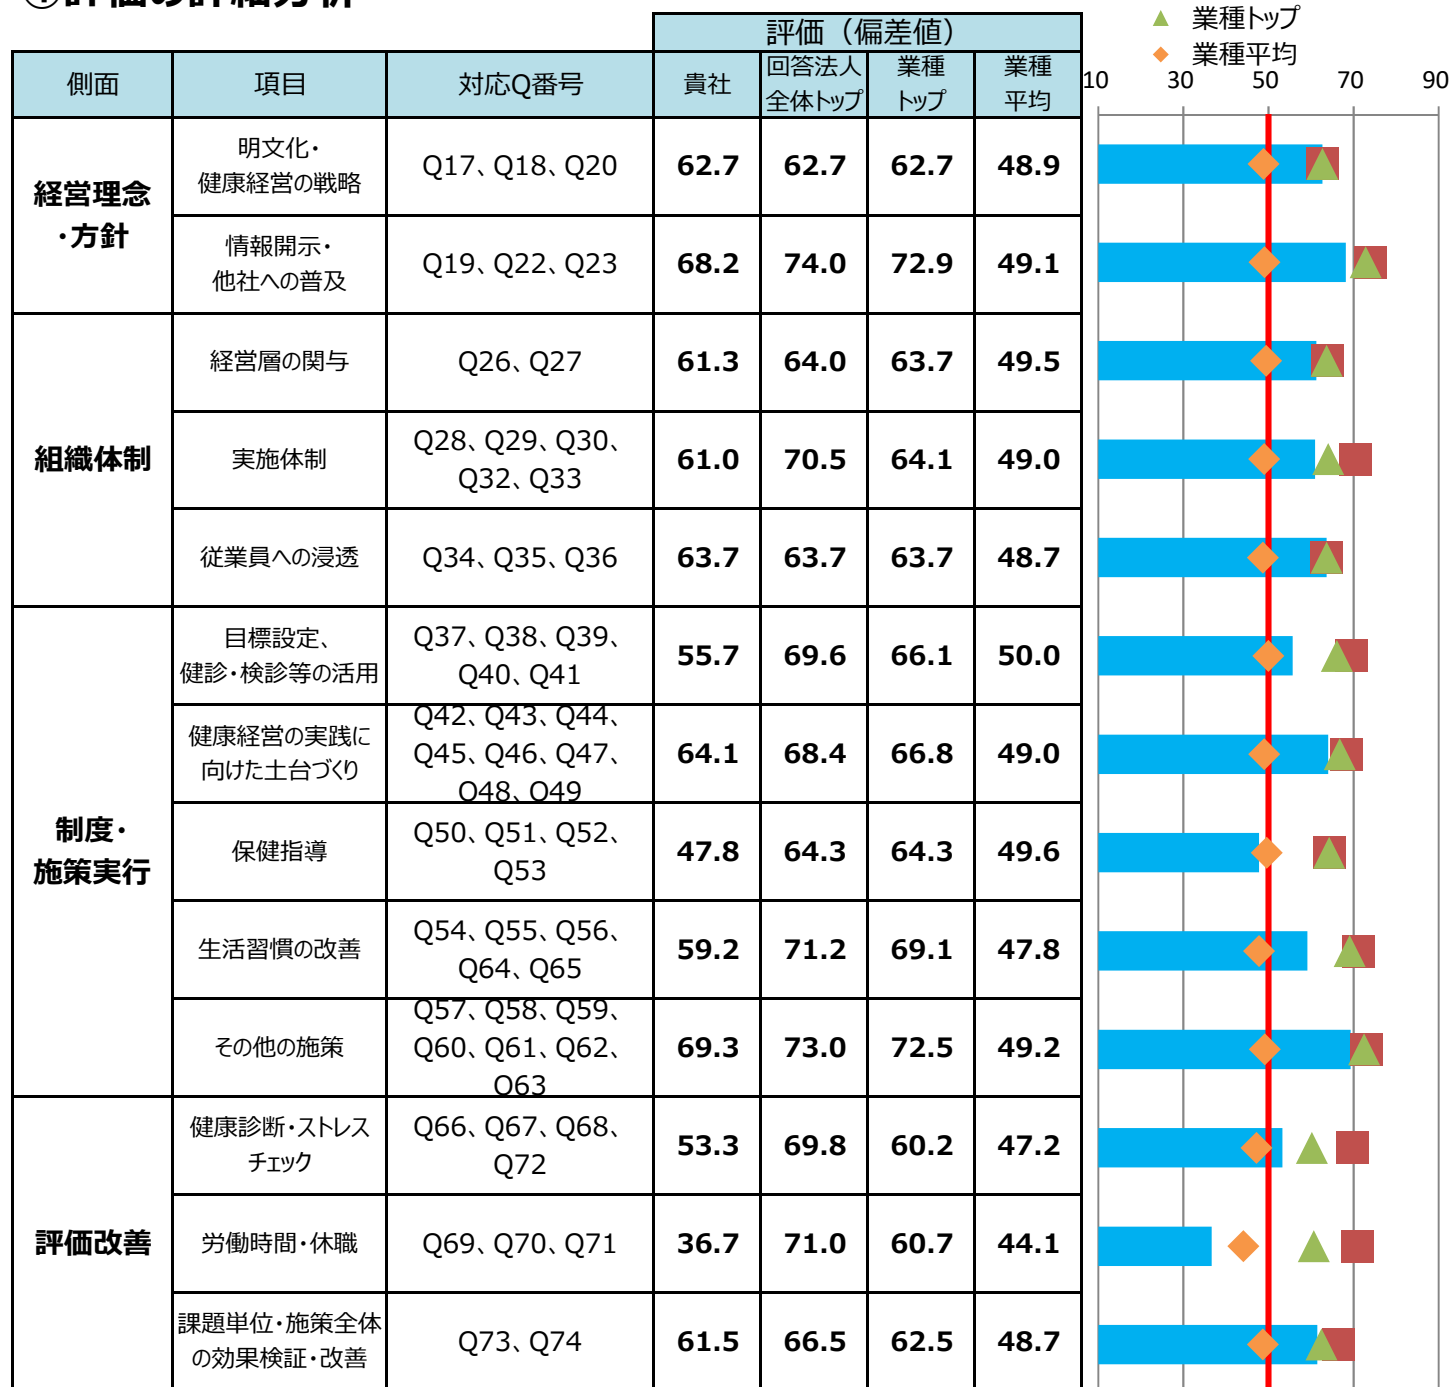 ①評価の詳細分析
▲ 業種トップ
◆ 業種平均
評価（偏差値）
側面 項目 対応Q番号 貴社 回答法人 業種 業種
全体トップ トップ 平均
10 30 50 70 90
経営理念
・方針
明文化・
健康経営の戦略
Q17、Q18、Q20 62.7 62.7 62.7 48.9
情報開示・
他社への普及
Q19、Q22、Q23 68.2 74.0 72.9 49.1
組織体制
経営層の関与 Q26、Q27 61.3 64.0 63.7 49.5
実施体制
Q28、Q29、Q30、
Q32、Q33
61.0 70.5 64.1 49.0
従業員への浸透 Q34、Q35、Q36 63.7 63.7 63.7 48.7
制度・
施策実行
目標設定、
健診・検診等の活用
Q37、Q38、Q39、
Q40、Q41
55.7 69.6 66.1 50.0
健康経営の実践に
向けた土台づくり
Q42、Q43、Q44、
Q45、Q46、Q47、
Q48、Q49
64.1 68.4 66.8 49.0
保健指導
Q50、Q51、Q52、
Q53
47.8 64.3 64.3 49.6
生活習慣の改善
Q54、Q55、Q56、
Q64、Q65
59.2 71.2 69.1 47.8
その他の施策
Q57、Q58、Q59、
Q60、Q61、Q62、
Q63
69.3 73.0 72.5 49.2
評価改善
健康診断・ストレス
チェック
Q66、Q67、Q68、
Q72
53.3 69.8 60.2 47.2
労働時間・休職 Q69、Q70、Q71 36.7 71.0 60.7 44.1
課題単位・施策全体
の効果検証・改善
Q73、Q74 61.5 66.5 62.5 48.7